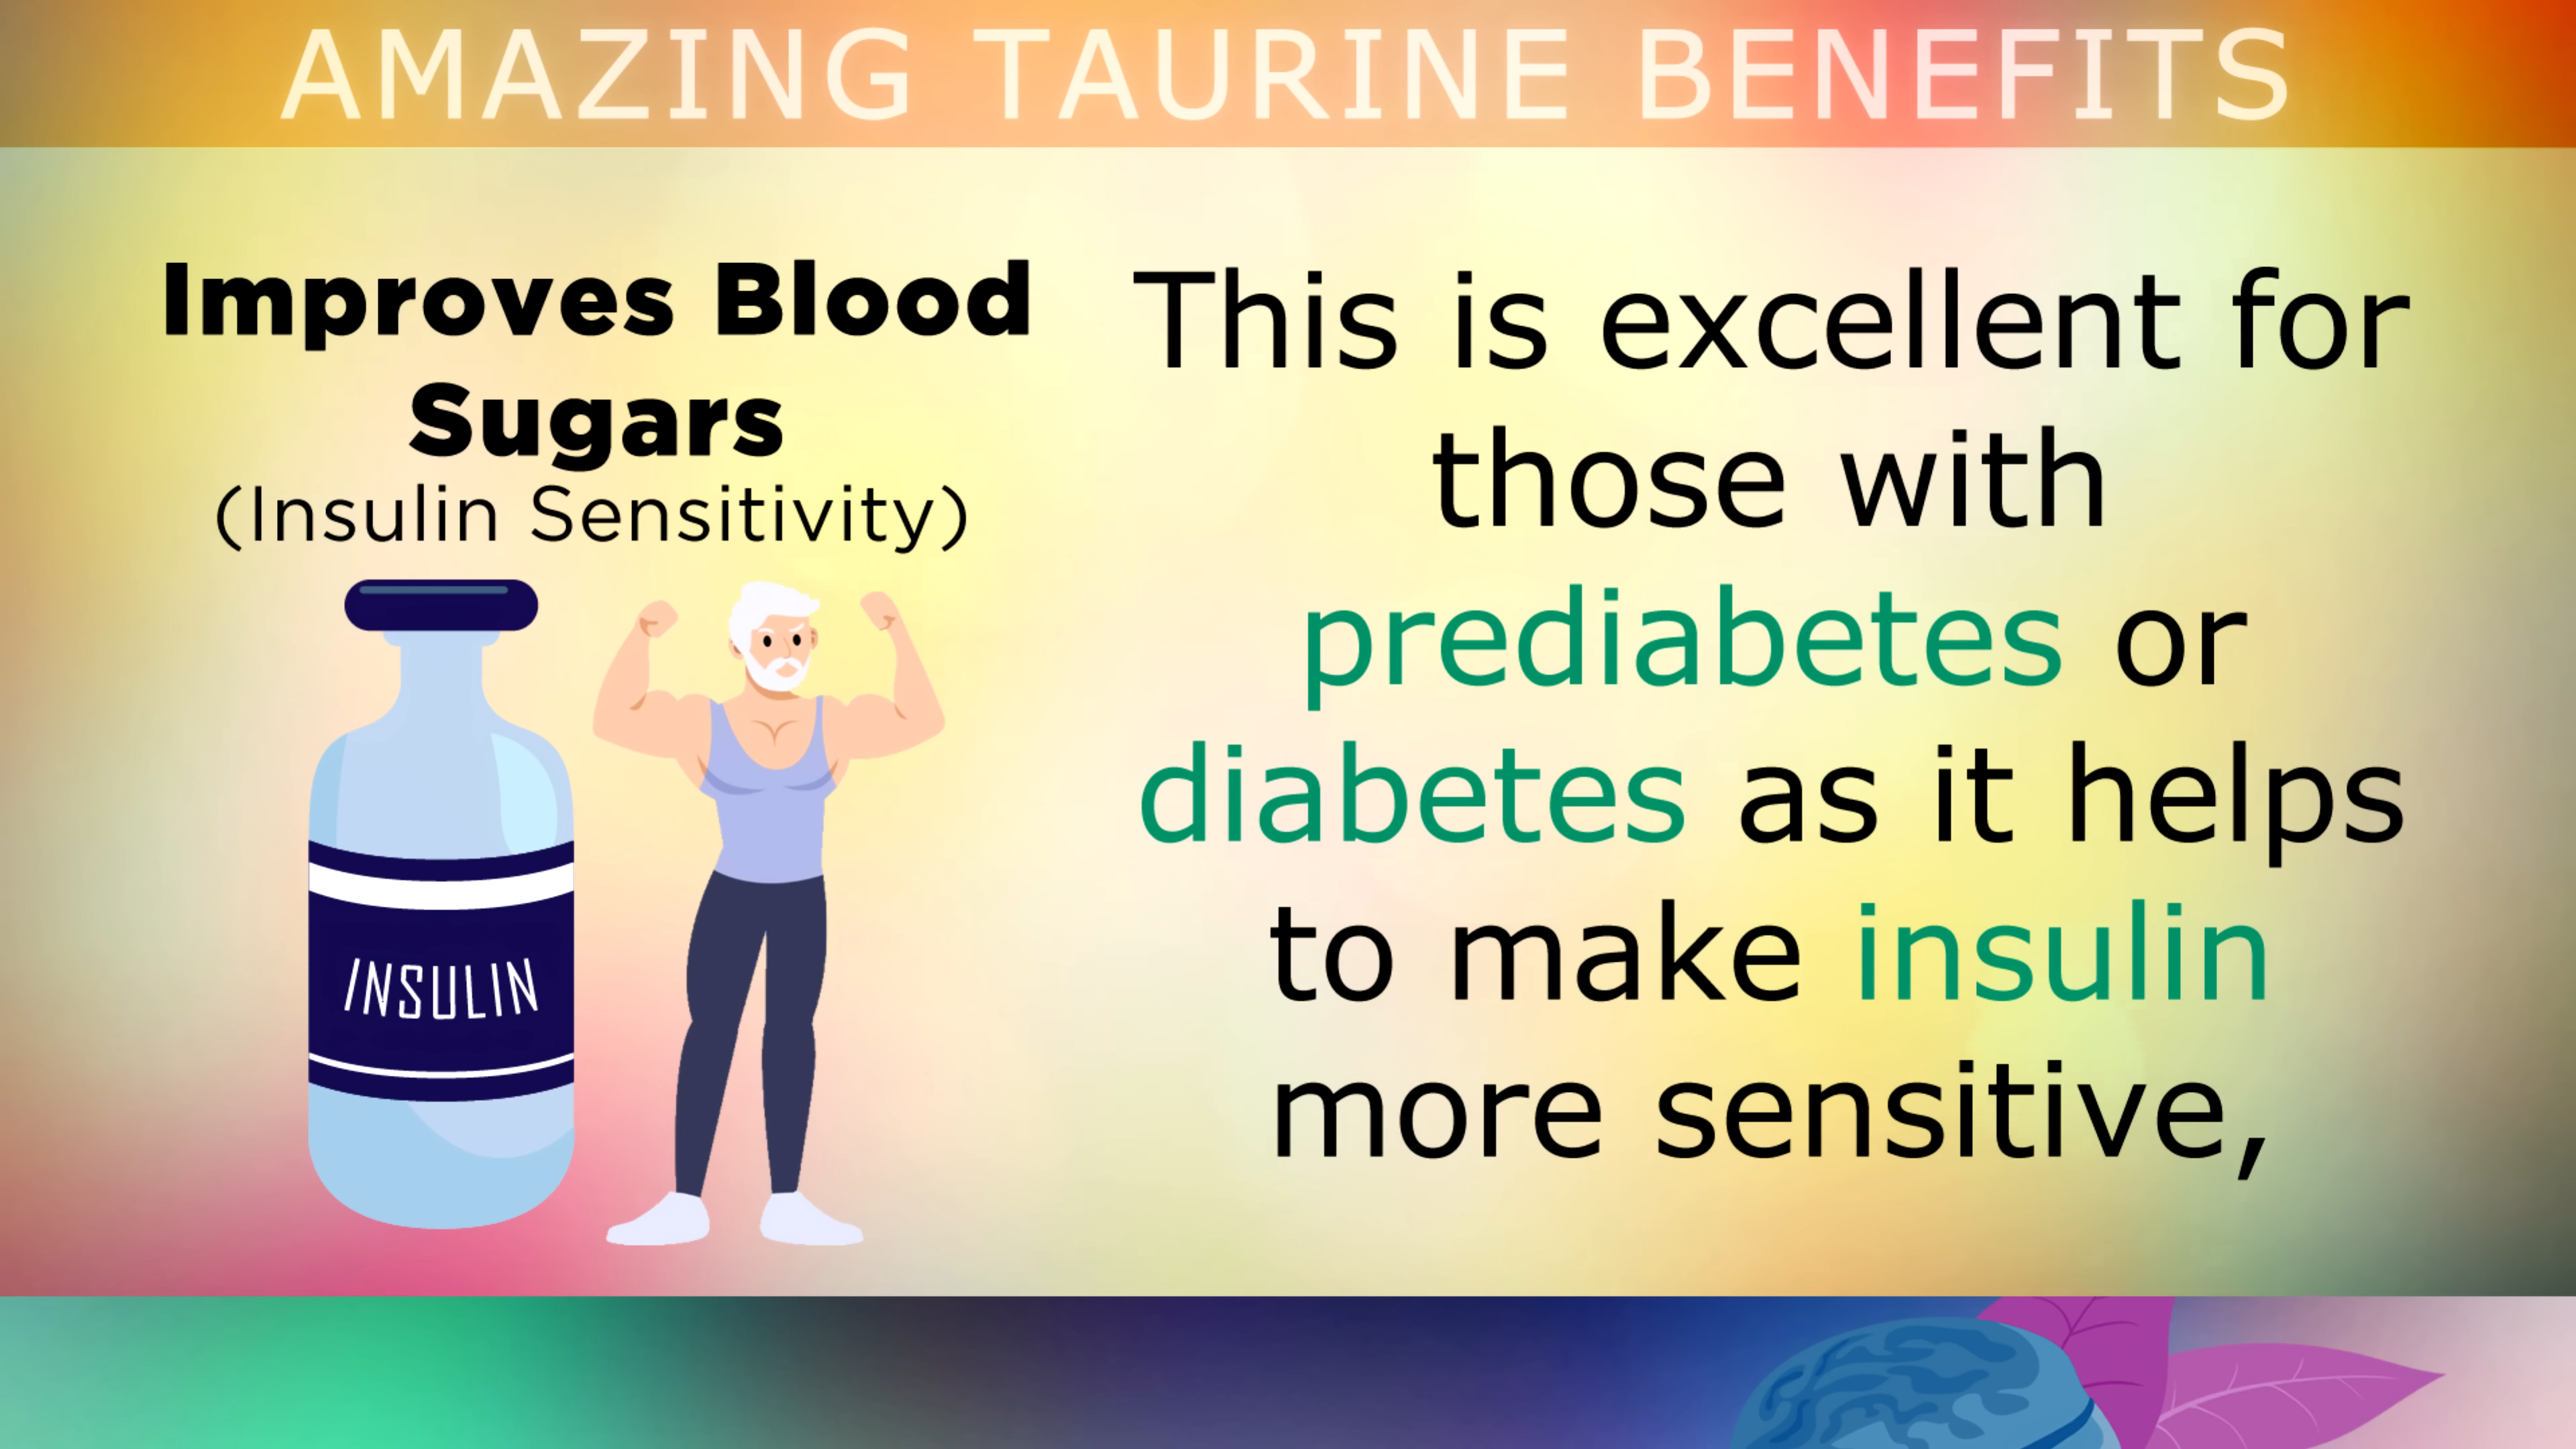 AMAZING TAURINE BENEFITS
Improves Blood
Sugars
(Insulin Sensitivity)
INSULIN
This is excellent for
those with
prediabetes or
diabetes as it helps
to make insulin
more sensitive,